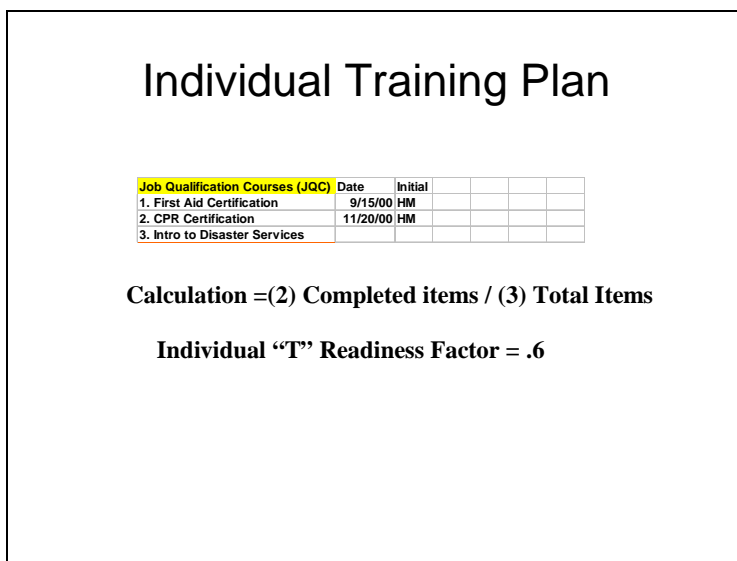 Individual Training Plan
Job Qualification Courses (JQC) Date Initial
1. First Aid Certification 9/15/00 HM
2. CPR Certification 11/20/00 HM
3. Intro to Disaster Services
Calculation =(2) Completed items / (3) Total Items
Individual “T” Readiness Factor = .6